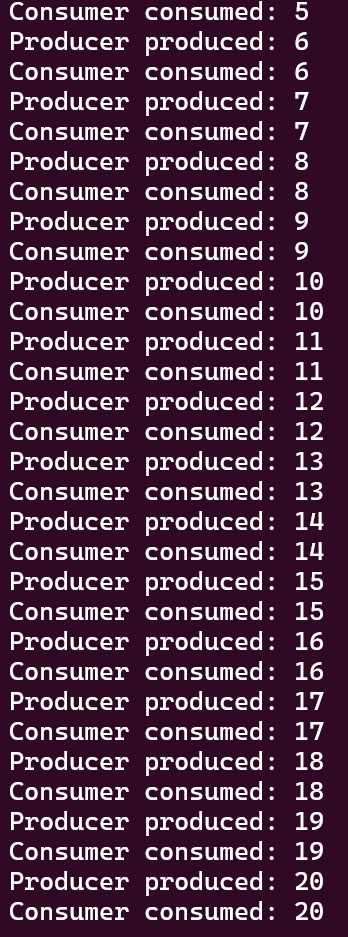 Consumer consumed: 5
Producer produced: 6
Consumer consumed: 6
Producer produced: 7
Consumer consumed: 7
Producer produced: 8
Consumer consumed: 8
Producer produced: 9
Consumer consumed: 9
Producer produced: 10
Consumer consumed: 10
Producer produced: 11
Consumer consumed: 11
Producer produced: 12
Consumer consumed: 12
Producer produced: 13
Consumer consumed: 13
Producer produced: 14
Consumer consumed: 14
Producer produced: 15
Consumer consumed: 15
Producer produced: 16
Consumer consumed: 16
Producer produced: 17
Consumer consumed: 17
Producer produced: 18
Consumer consumed: 18
Producer produced: 19
Consumer consumed: 19
Producer produced: 20
Consumer consumed: 20